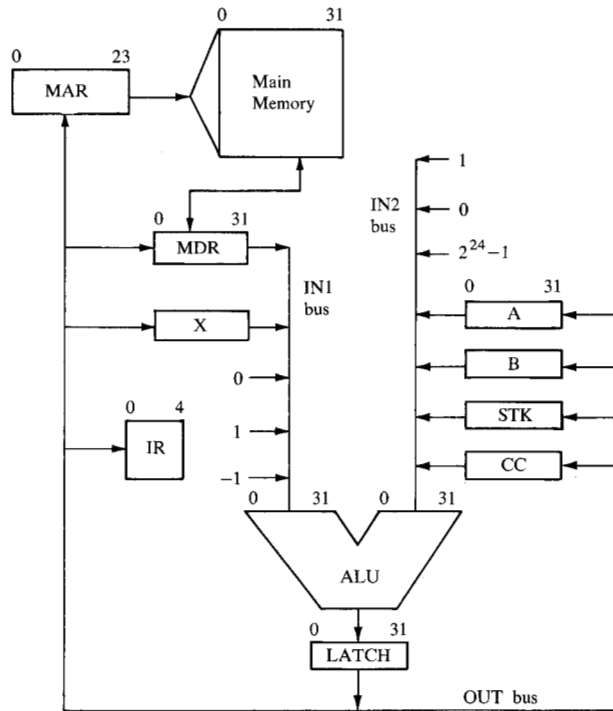 0 31
0 23
MAR
Main
Memory
1
IN2
bus
0
0 31
MDR
2^24−1
0 31
IN1
bus
A
X
B
0
0 4
STK
IR
1
CC
−1
0 31 0 31
ALU
0 31
LATCH
OUT bus